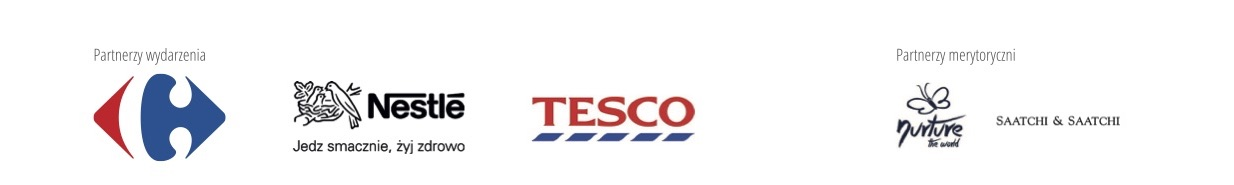 Partnerzy wydarzenia
Nestlé
Jedz smacznie, żyj zdrowo
TESCO
Partnerzy merytoryczni
nurture
the world
SAATCHI & SAATCHI